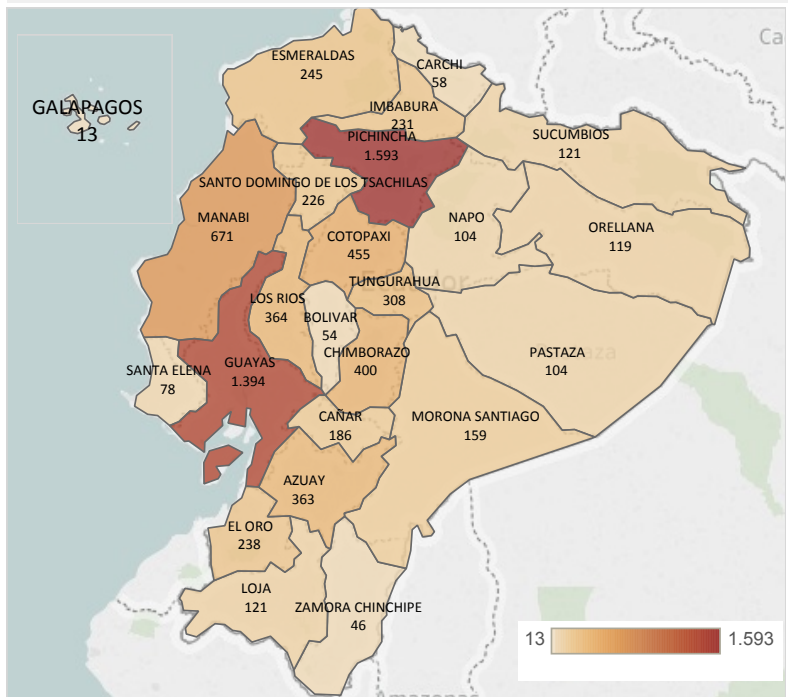 Ca
ESMERALDAS
245
CARCHI
58
GALAPAGOS
13
IMBABURA
231
SUCUMBIOS
121
PICHINCHA
1.593
SANTO DOMINGO DE LOS TSACHILAS
226
MANABI
671
NAPO
104
ORELLANA
119
COTOPAXI
455
TUNGURAHUA
308
LOS RIOS
364
BOLIVAR
54
CHIMBORAZO
400
PASTAZA
104
SANTA ELENA
78
GUAYAS
1.394
CAÑAR
186
MORONA SANTIAGO
159
AZUAY
363
EL ORO
238
LOJA
121
ZAMORA CHINCHIPE
46
13
1.593